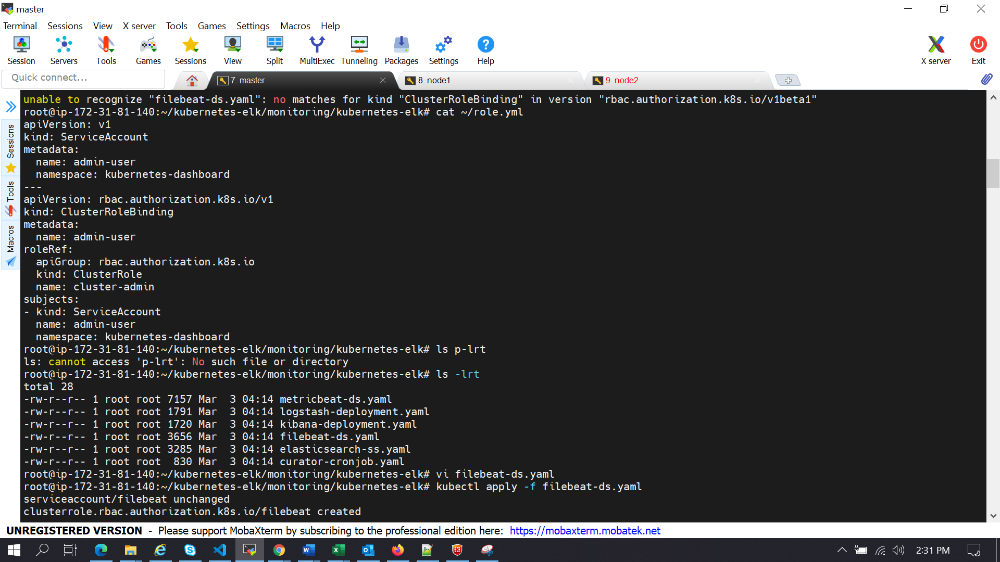 master
Terminal Sessions View X server Tools Games Settings Macros Help
Session Servers Tools Games Sessions View Split MultiExec Tunneling Packages Settings Help X server Exit
Quick connect...
7. master
8. node1
9. node2
Sessions
Tools
Macros
unable to recognize "filebeat-ds.yaml": no matches for kind "ClusterRoleBinding" in version "rbac.authorization.k8s.io/v1beta1"
root@ip-172-31-81-140:~/kubernetes-elk/monitoring/kubernetes-elk# cat ~/role.yml
apiVersion: v1
kind: ServiceAccount
metadata:
  name: admin-user
  namespace: kubernetes-dashboard
---
apiVersion: rbac.authorization.k8s.io/v1
kind: ClusterRoleBinding
metadata:
  name: admin-user
roleRef:
  apiGroup: rbac.authorization.k8s.io
  kind: ClusterRole
  name: cluster-admin
subjects:
- kind: ServiceAccount
  name: admin-user
  namespace: kubernetes-dashboard
root@ip-172-31-81-140:~/kubernetes-elk/monitoring/kubernetes-elk# ls p-lrt
ls: cannot access 'p-lrt': No such file or directory
root@ip-172-31-81-140:~/kubernetes-elk/monitoring/kubernetes-elk# ls -lrt
total 28
-rw-r--r-- 1 root root 7157 Mar  3 04:14 metricbeat-ds.yaml
-rw-r--r-- 1 root root 1791 Mar  3 04:14 logstash-deployment.yaml
-rw-r--r-- 1 root root 1720 Mar  3 04:14 kibana-deployment.yaml
-rw-r--r-- 1 root root 3656 Mar  3 04:14 filebeat-ds.yaml
-rw-r--r-- 1 root root 3285 Mar  3 04:14 elasticsearch-ss.yaml
-rw-r--r-- 1 root root  830 Mar  3 04:14 curator-cronjob.yaml
root@ip-172-31-81-140:~/kubernetes-elk/monitoring/kubernetes-elk# vi filebeat-ds.yaml
root@ip-172-31-81-140:~/kubernetes-elk/monitoring/kubernetes-elk# kubectl apply -f filebeat-ds.yaml
serviceaccount/filebeat unchanged
clusterrole.rbac.authorization.k8s.io/filebeat created
UNREGISTERED VERSION - Please support MobaXterm by subscribing to the professional edition here: https://mobaxterm.mobatek.net
2:31 PM